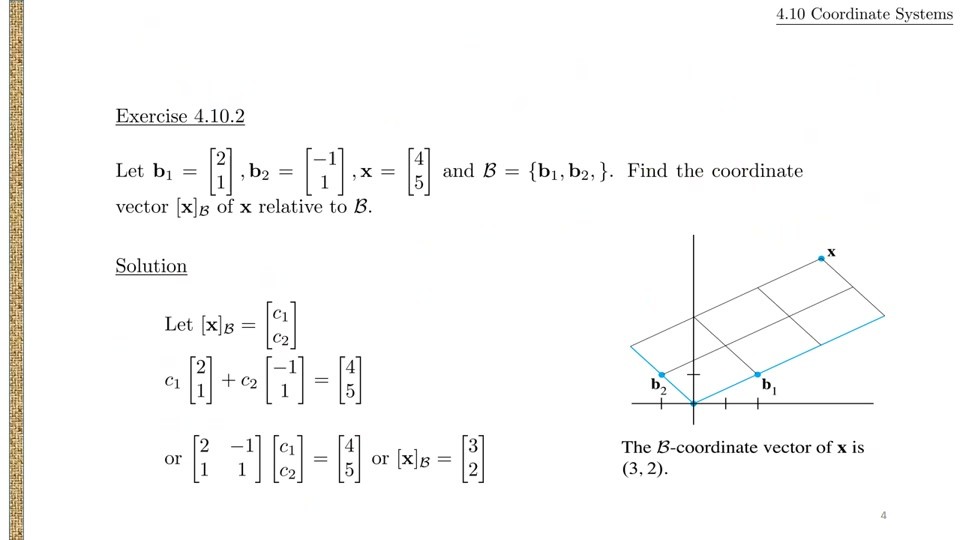 4.10 Coordinate Systems
Exercise 4.10.2
Let b₁ = [2 1], b₂ = [−1 1], x = [4 5] and ℬ = {b₁, b₂, }. Find the coordinate
vector [x]ℬ of x relative to ℬ.
Solution
Let [x]ℬ = [c₁ c₂]
c₁ [2 1] + c₂ [−1 1] = [4 5]
or [2 −1 1 1] [c₁ c₂] = [4 5] or [x]ℬ = [3 2]
x
b₂
b₁
The ℬ-coordinate vector of x is
(3, 2).
4